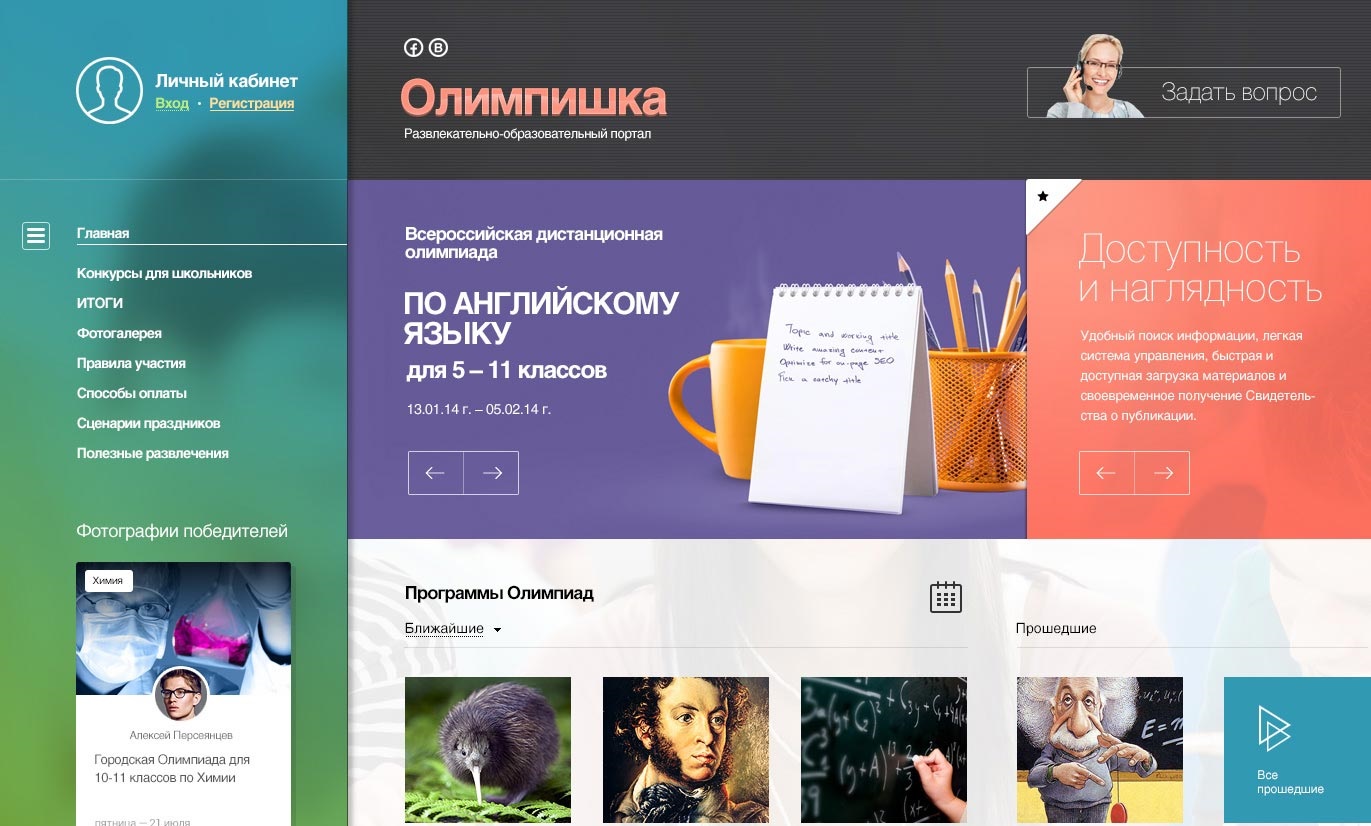 Личный кабинет
Вход • Регистрация
Главная
Конкурсы для школьников
ИТОГИ
Фотогалерея
Правила участия
Способы оплаты
Сценарии праздников
Полезные развлечения
Фотографии победителей
Химия
Алексей Персеянцев
Городская Олимпиада для
10-11 классов по Химии
пятница — 21 июля
Олимпишка
Развлекательно-образовательный портал
Задать вопрос
Всероссийская дистанционная
олимпиада
ПО АНГЛИЙСКОМУ
ЯЗЫКУ
для 5 – 11 классов
13.01.14 г. – 05.02.14 г.
Topic and working title
Write amazing content
Optimize for on-page SEO
Pick a catchy title
Доступность
и наглядность
Удобный поиск информации, легкая
система управления, быстрая и
доступная загрузка материалов и
своевременное получение Свидетель-
ства о публикации.
Программы Олимпиад
Ближайшие
Прошедшие
Все
прошедшие